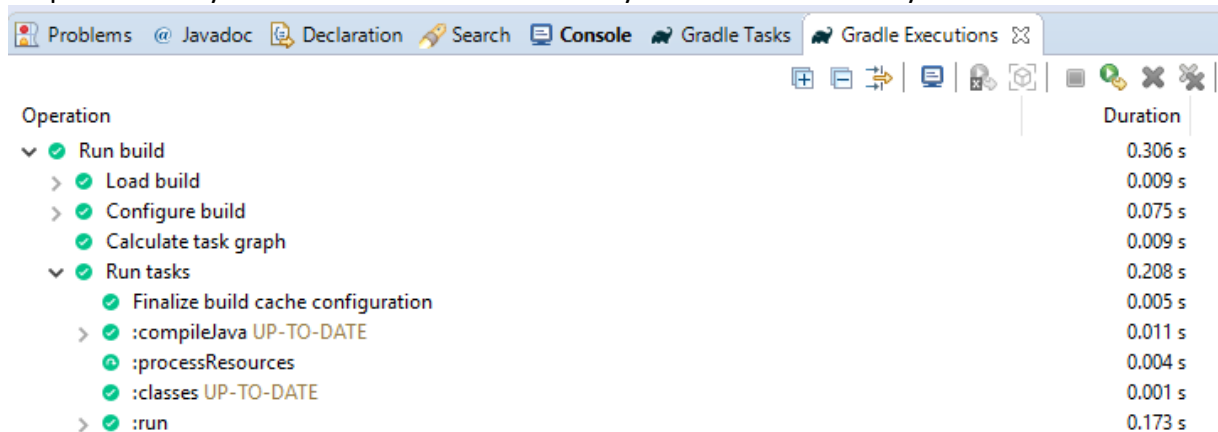 Problems @ Javadoc Declaration Search Console Gradle Tasks Gradle Executions
Operation Duration
Run build 0.306 s
Load build 0.009 s
Configure build 0.075 s
Calculate task graph 0.009 s
Run tasks 0.208 s
Finalize build cache configuration 0.005 s
:compileJava UP-TO-DATE 0.011 s
:processResources 0.004 s
:classes UP-TO-DATE 0.001 s
:run 0.173 s